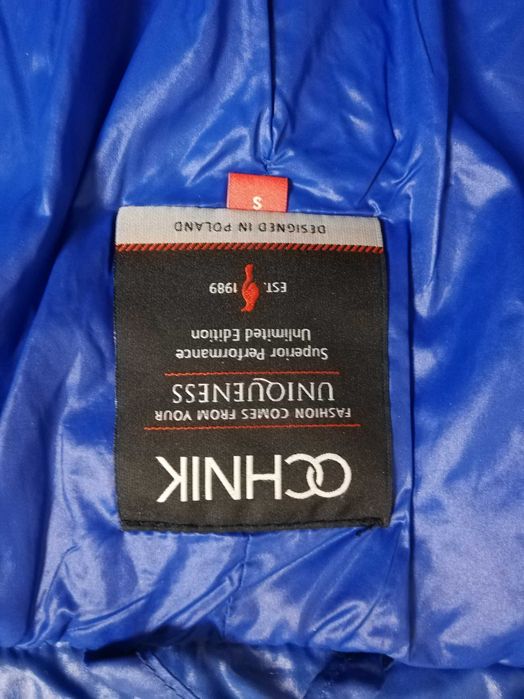 OCHNIK
FASHION COMES FROM YOUR
UNIQUENESS
Superior Performance
Unlimited Edition
EST. 1989
DESIGNED IN POLAND
S